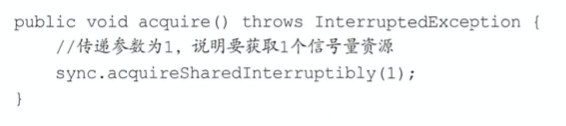 public void acquire() throws InterruptedException {
//传递参数为1，说明要获取1个信号量资源
sync.acquireSharedInterruptibly(1);
}